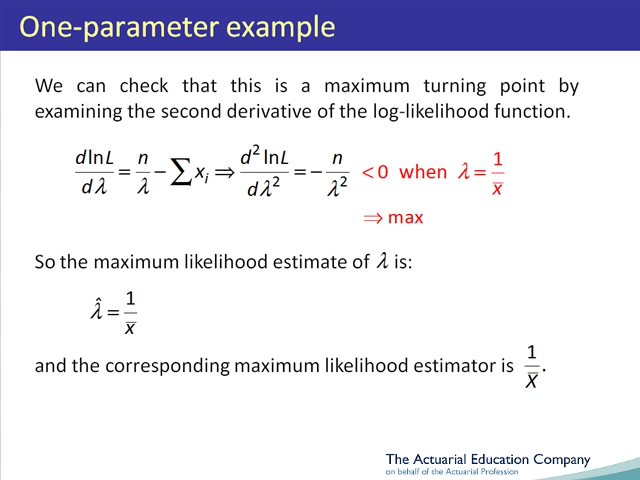 One-parameter example
We can check that this is a maximum turning point by
examining the second derivative of the log-likelihood function.
d ln L / dλ = n/λ − ∑ xᵢ ⇒ d² ln L / dλ² = − n/λ² < 0 when λ = 1/x̄
⇒ max
So the maximum likelihood estimate of λ is:
λ̂ = 1/x̄
and the corresponding maximum likelihood estimator is 1/X̄.
The Actuarial Education Company
on behalf of the Actuarial Profession